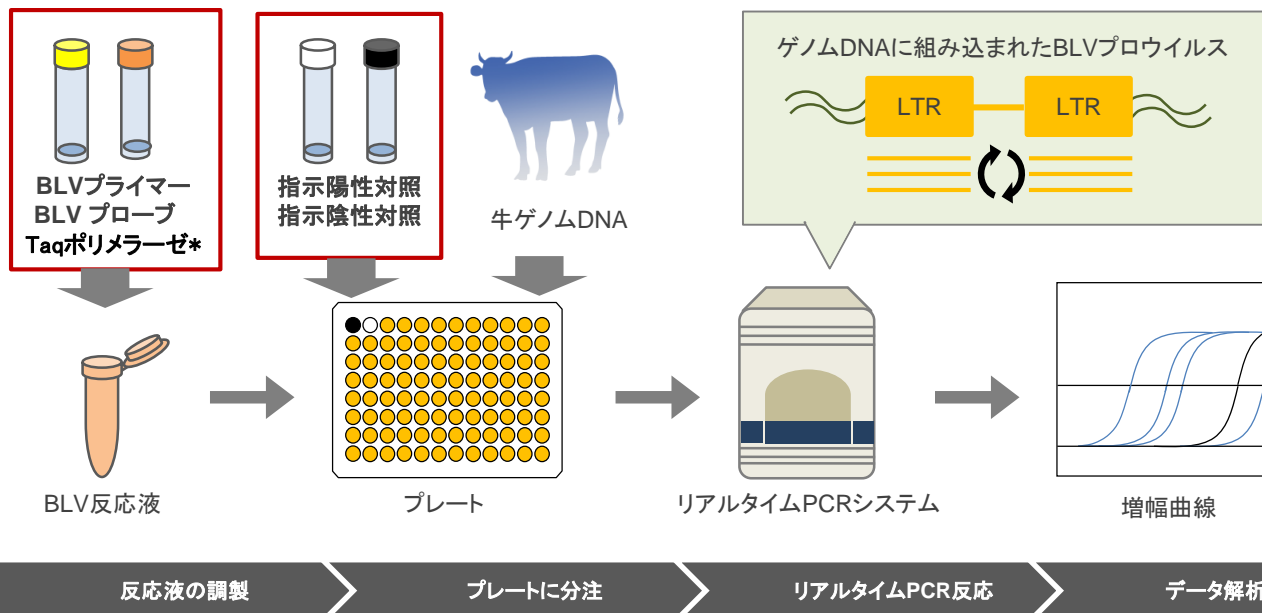 BLVプライマー
BLV プローブ
Taqポリメラーゼ*
指示陽性対照
指示陰性対照
牛ゲノムDNA
ゲノムDNAに組み込まれたBLVプロウイルス
LTR
LTR
BLV反応液
プレート
リアルタイムPCRシステム
増幅曲線
反応液の調製
プレートに分注
リアルタイムPCR反応
データ解析